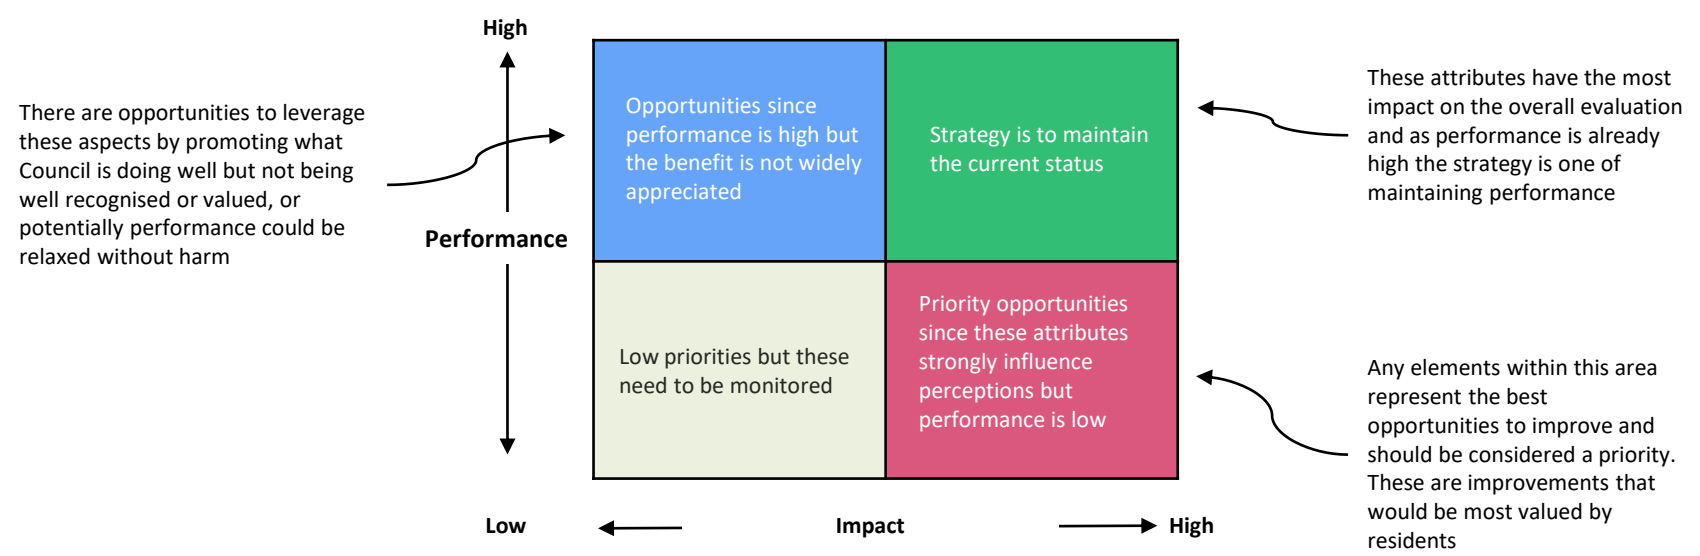 High
There are opportunities to leverage
these aspects by promoting what
Council is doing well but not being
well recognised or valued, or
potentially performance could be
relaxed without harm
Performance
Opportunities since
performance is high but
the benefit is not widely
appreciated
Strategy is to maintain
the current status
These attributes have the most
impact on the overall evaluation
and as performance is already
high the strategy is one of
maintaining performance
Low priorities but these
need to be monitored
Priority opportunities
since these attributes
strongly influence
perceptions but
performance is low
Any elements within this area
represent the best
opportunities to improve and
should be considered a priority.
These are improvements that
would be most valued by
residents
Low
Impact
High